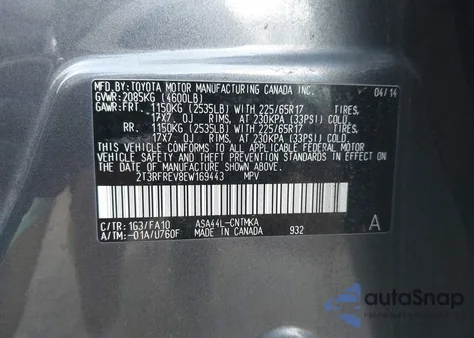 MFD. BY: TOYOTA MOTOR MANUFACTURING CANADA INC. 04/14
GVWR: 2085KG (4600LB)
GAWR: FRT. 1150KG (2535LB) WITH 225/65R17 TIRES,
17X7.0J RIMS, AT 230KPA (33PSI) COLD
RR. 1150KG (2535LB) WITH 225/65R17 TIRES,
17X7.0J RIMS, AT 230KPA (33PSI) COLD.
THIS VEHICLE CONFORMS TO ALL APPLICABLE FEDERAL MOTOR
VEHICLE SAFETY, AND THEFT PREVENTION STANDARDS IN EFFECT ON
THE DATE OF MANUFACTURE SHOWN ABOVE.
2T3RFREV8EW169443 MPV
C/TR: 1G3/FA10 ASA44L-CNTMKA A
A/TM: -01A/U760F MADE IN CANADA 932
autoSnap